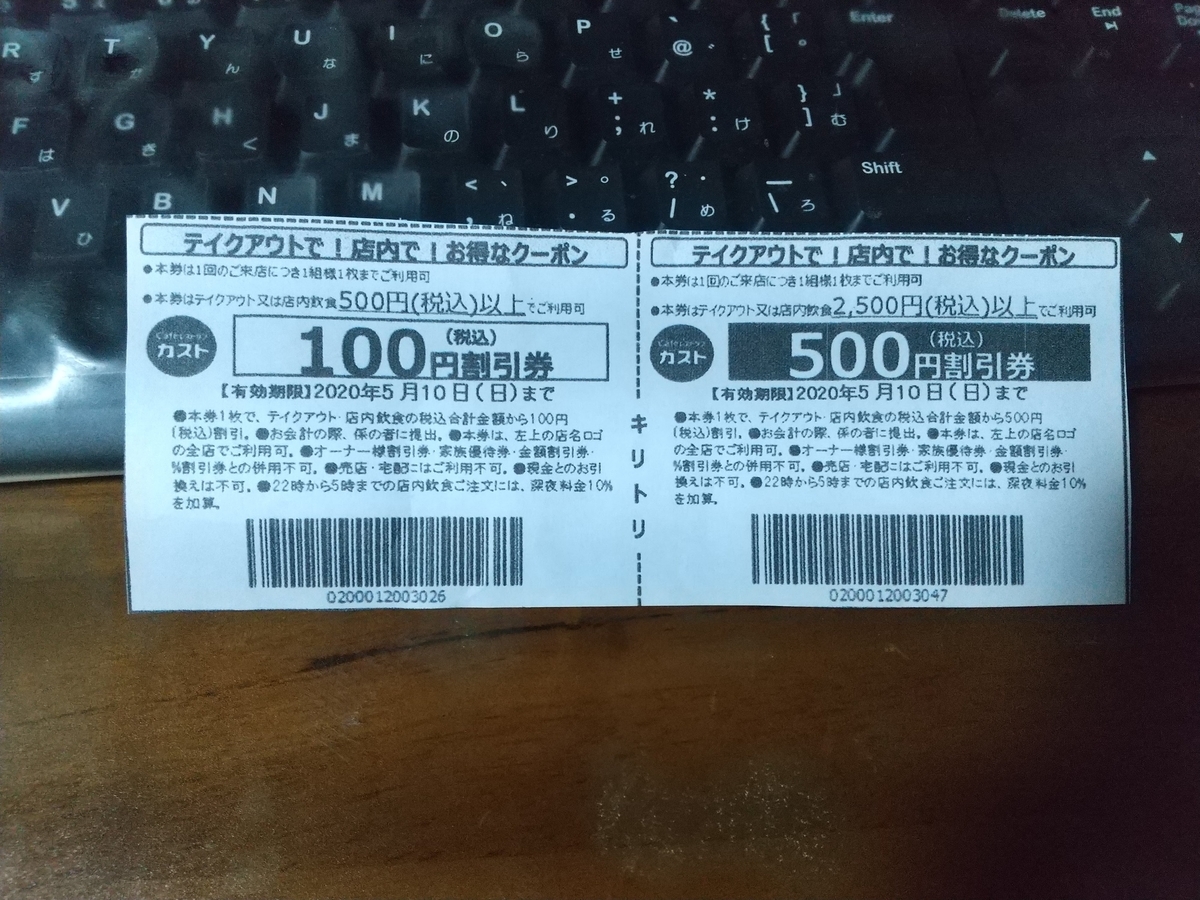 R す T か Y ん U な I に O ら P せ ` @ ゛ { 「 [ ゜ Enter Delete End
F は G き H く J ま K の L り + ; れ * : け } 」 ] む
V ひ B N M < 、 , ね > 。 . る ? ・ / め \ ろ Shift
テイクアウトで!店内で!お得なクーポン
●本券は1回のご来店につき1組様1枚までご利用可
●本券はテイクアウト又は店内飲食500円(税込)以上でご利用可
カスト
100円割引券
(税込)
【有効期限】2020年5月10日(日)まで
●本券1枚で、テイクアウト・店内飲食の税込合計金額から100円
(税込)割引。●お会計の際、係の者に提出。●本券は、左上の店名ロゴ
の全店でご利用可。●オーナー様割引券・家族優待券・金額割引券・
%割引券との併用不可。●売店・宅配にはご利用不可。●現金とのお引
換えは不可。●22時から5時までの店内飲食ご注文には、深夜料金10%
を加算。
0200012003026
キリトリ
テイクアウトで!店内で!お得なクーポン
●本券は1回のご来店につき1組様1枚までご利用可
●本券はテイクアウト又は店内飲食2,500円(税込)以上でご利用可
カスト
500円割引券
(税込)
【有効期限】2020年5月10日(日)まで
●本券1枚で、テイクアウト・店内飲食の税込合計金額から500円
(税込)割引。●お会計の際、係の者に提出。●本券は、左上の店名ロゴ
の全店でご利用可。●オーナー様割引券・家族優待券・金額割引券・
%割引券との併用不可。●売店・宅配にはご利用不可。●現金とのお引
換えは不可。●22時から5時までの店内飲食ご注文には、深夜料金10%
を加算。
0200012003047